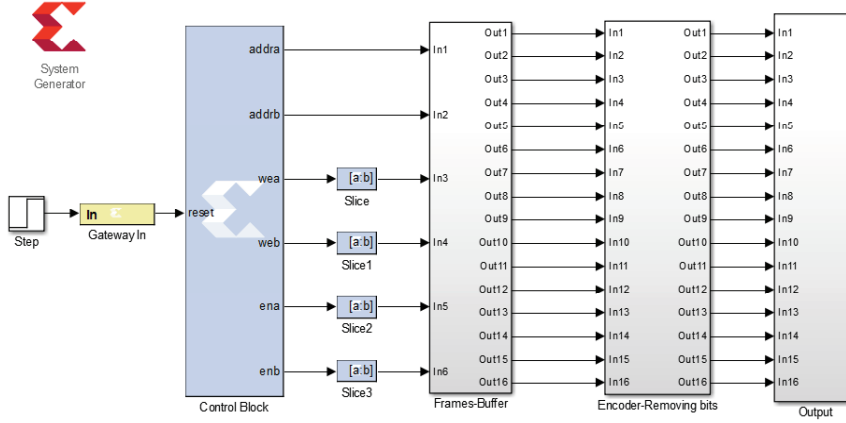 System
Generator
Step
In
Gateway In
reset
addra
addrb
wea
web
ena
enb
Control Block
[a:b]
Slice
[a:b]
Slice1
[a:b]
Slice2
[a:b]
Slice3
In1
In2
In3
In4
In5
In6
Out1
Out2
Out3
Out4
Out5
Out6
Out7
Out8
Out9
Out10
Out11
Out12
Out13
Out14
Out15
Out16
Frames-Buffer
In1
In2
In3
In4
In5
In6
In7
In8
In9
In10
In11
In12
In13
In14
In15
In16
Out1
Out2
Out3
Out4
Out5
Out6
Out7
Out8
Out9
Out10
Out11
Out12
Out13
Out14
Out15
Out16
Encoder-Removing bits
In1
In2
In3
In4
In5
In6
In7
In8
In9
In10
In11
In12
In13
In14
In15
In16
Output